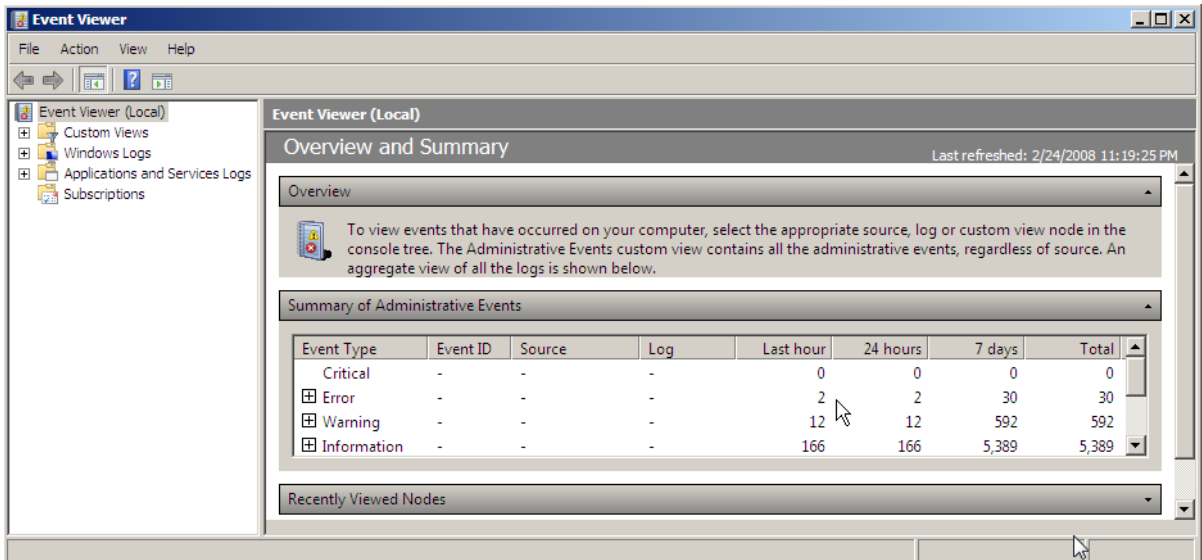 Event Viewer
File Action View Help
Event Viewer (Local)
Custom Views
Windows Logs
Applications and Services Logs
Subscriptions
Event Viewer (Local)
Overview and Summary
Last refreshed: 2/24/2008 11:19:25 PM
Overview
To view events that have occurred on your computer, select the appropriate source, log or custom view node in the
console tree. The Administrative Events custom view contains all the administrative events, regardless of source. An
aggregate view of all the logs is shown below.
Summary of Administrative Events
Event Type Event ID Source Log Last hour 24 hours 7 days Total
Critical - - - 0 0 0 0
Error - - - 2 2 30 30
Warning - - - 12 12 592 592
Information - - - 166 166 5,389 5,389
Recently Viewed Nodes